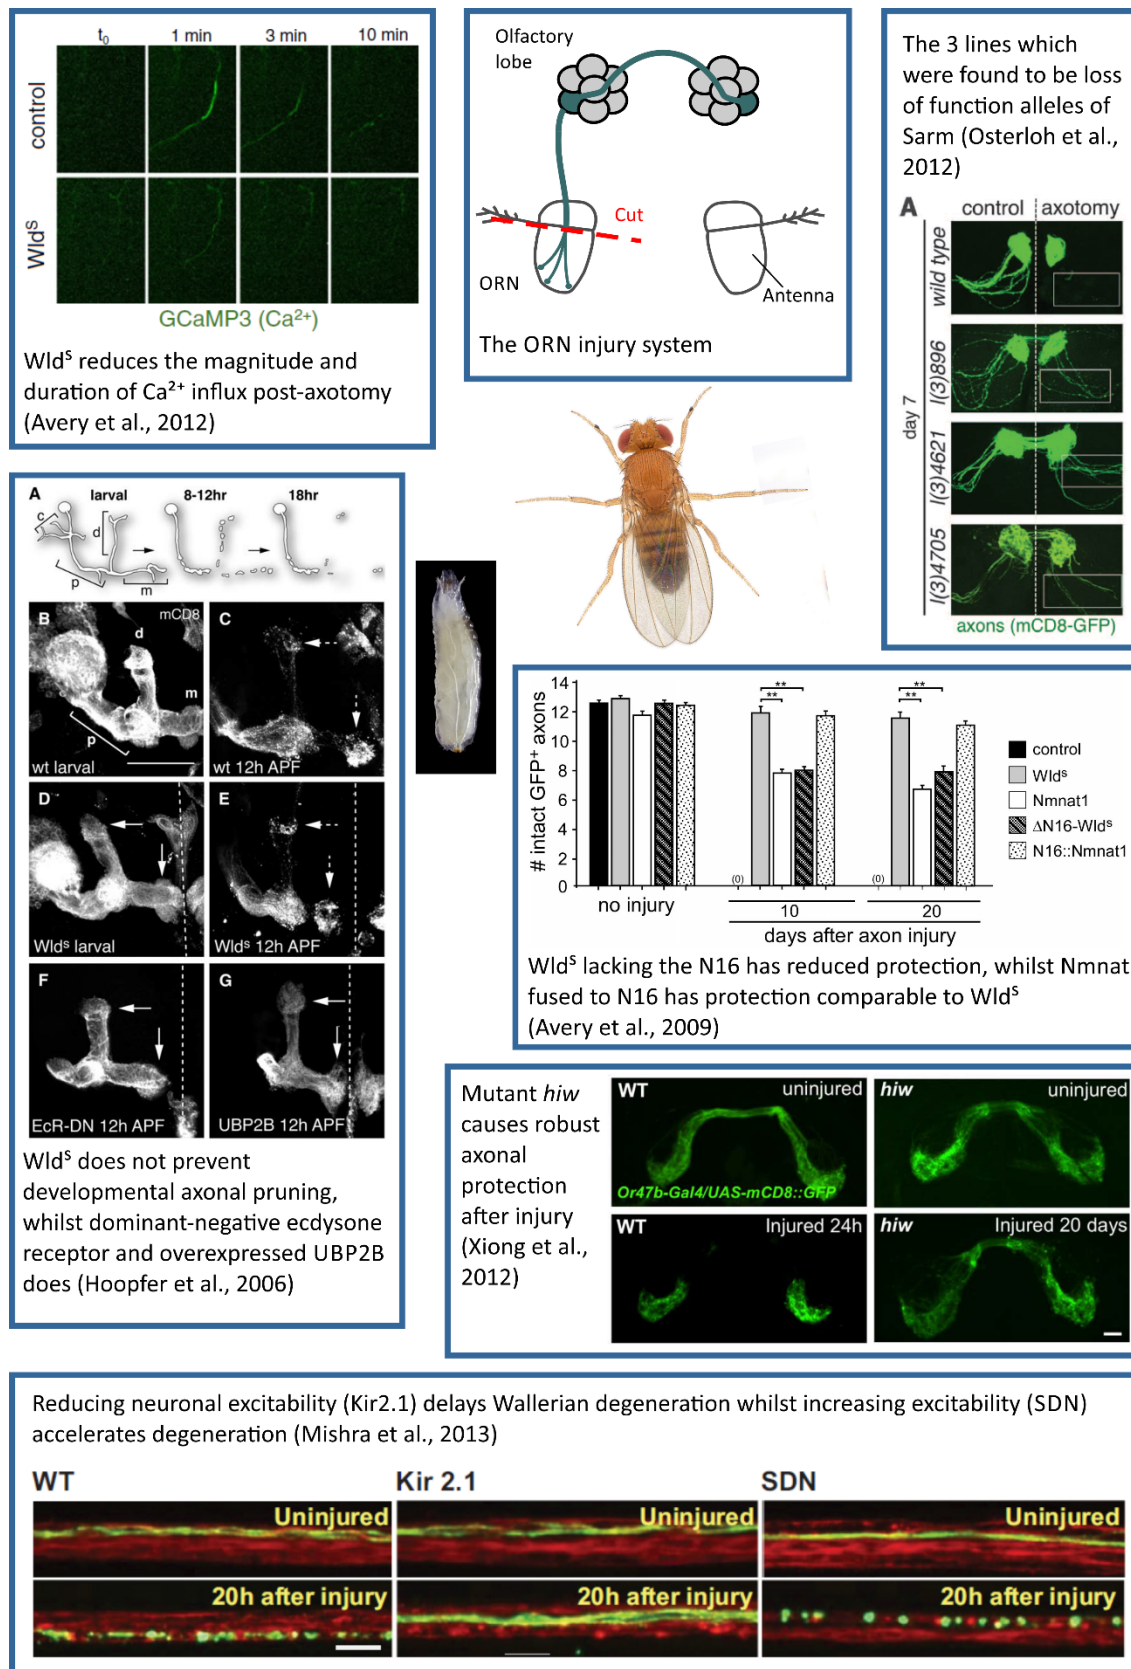 t₀ 1 min 3 min 10 min
control
Wldˢ
GCaMP3 (Ca²⁺)
Wldˢ reduces the magnitude and
duration of Ca²⁺ influx post-axotomy
(Avery et al., 2012)
Olfactory
lobe
Cut
ORN
Antenna
The ORN injury system
The 3 lines which
were found to be loss
of function alleles of
Sarm (Osterloh et al.,
2012)
A
control axotomy
wild type
l(3)896
l(3)4621
l(3)4705
day 7
axons (mCD8-GFP)
A larval 8-12hr 18hr
c
d
p
m
B mCD8
d
m
p
wt larval
C
wt 12h APF
D
Wldˢ larval
E
Wldˢ 12h APF
F
EcR-DN 12h APF
G
UBP2B 12h APF
Wldˢ does not prevent
developmental axonal pruning,
whilst dominant-negative ecdysone
receptor and overexpressed UBP2B
does (Hoopfer et al., 2006)
# intact GFP⁺ axons
14
12
10
8
6
4
2
0
** **
** **
(0) (0)
no injury 10 20
days after axon injury
control
Wldˢ
Nmnat1
ΔN16-Wldˢ
N16::Nmnat1
Wldˢ lacking the N16 has reduced protection, whilst Nmnat
fused to N16 has protection comparable to Wldˢ
(Avery et al., 2009)
Mutant hiw
causes robust
axonal
protection
after injury
(Xiong et al.,
2012)
WT uninjured
Or47b-Gal4/UAS-mCD8::GFP
hiw uninjured
WT Injured 24h
hiw Injured 20 days
Reducing neuronal excitability (Kir2.1) delays Wallerian degeneration whilst increasing excitability (SDN)
accelerates degeneration (Mishra et al., 2013)
WT Kir 2.1 SDN
Uninjured Uninjured Uninjured
20h after injury 20h after injury 20h after injury